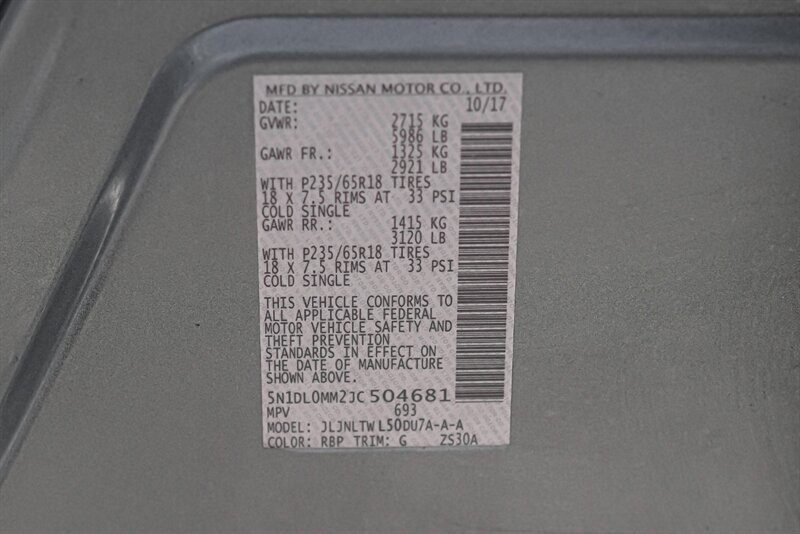 MFD BY NISSAN MOTOR CO., LTD.
DATE: 10/17
GVWR: 2715 KG
5986 LB
GAWR FR.: 1325 KG
2921 LB
WITH P235/65R18 TIRES
18 X 7.5 RIMS AT 33 PSI
COLD SINGLE
GAWR RR.: 1415 KG
3120 LB
WITH P235/65R18 TIRES
18 X 7.5 RIMS AT 33 PSI
COLD SINGLE
THIS VEHICLE CONFORMS TO
ALL APPLICABLE FEDERAL
MOTOR VEHICLE SAFETY AND
THEFT PREVENTION
STANDARDS IN EFFECT ON
THE DATE OF MANUFACTURE
SHOWN ABOVE.
5N1DL0MM2JC504681
MPV 693
MODEL: JLJNLTWL50DU7A-A-A
COLOR: RBP TRIM: G ZS30A